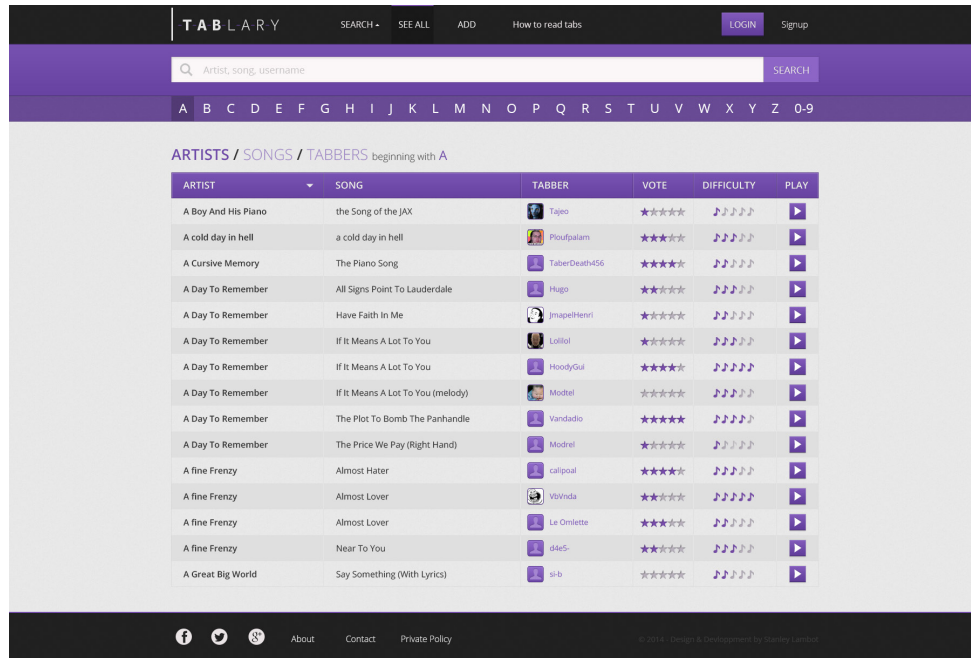 TABLARY SEARCH SEE ALL ADD How to read tabs LOGIN Signup
Artist, song, username SEARCH
A B C D E F G H I J K L M N O P Q R S T U V W X Y Z 0-9
ARTISTS / SONGS / TABBERS beginning with A
ARTIST SONG TABBER VOTE DIFFICULTY PLAY
A Boy And His Piano the Song of the JAX Tajeo
A cold day in hell a cold day in hell Ploufpalam
A Cursive Memory The Piano Song TaberDeath456
A Day To Remember All Signs Point To Lauderdale Hugo
A Day To Remember Have Faith In Me JmapelHenri
A Day To Remember If It Means A Lot To You Lolilol
A Day To Remember If It Means A Lot To You HoodyGui
A Day To Remember If It Means A Lot To You (melody) Modtel
A Day To Remember The Plot To Bomb The Panhandle Vandadio
A Day To Remember The Price We Pay (Right Hand) Modrel
A fine Frenzy Almost Hater calipoal
A fine Frenzy Almost Lover VbVnda
A fine Frenzy Almost Lover Le Omlette
A fine Frenzy Near To You d4e5-
A Great Big World Say Something (With Lyrics) si-b
About Contact Private Policy © 2014 - Design & Devloppment by Stanley Lambot